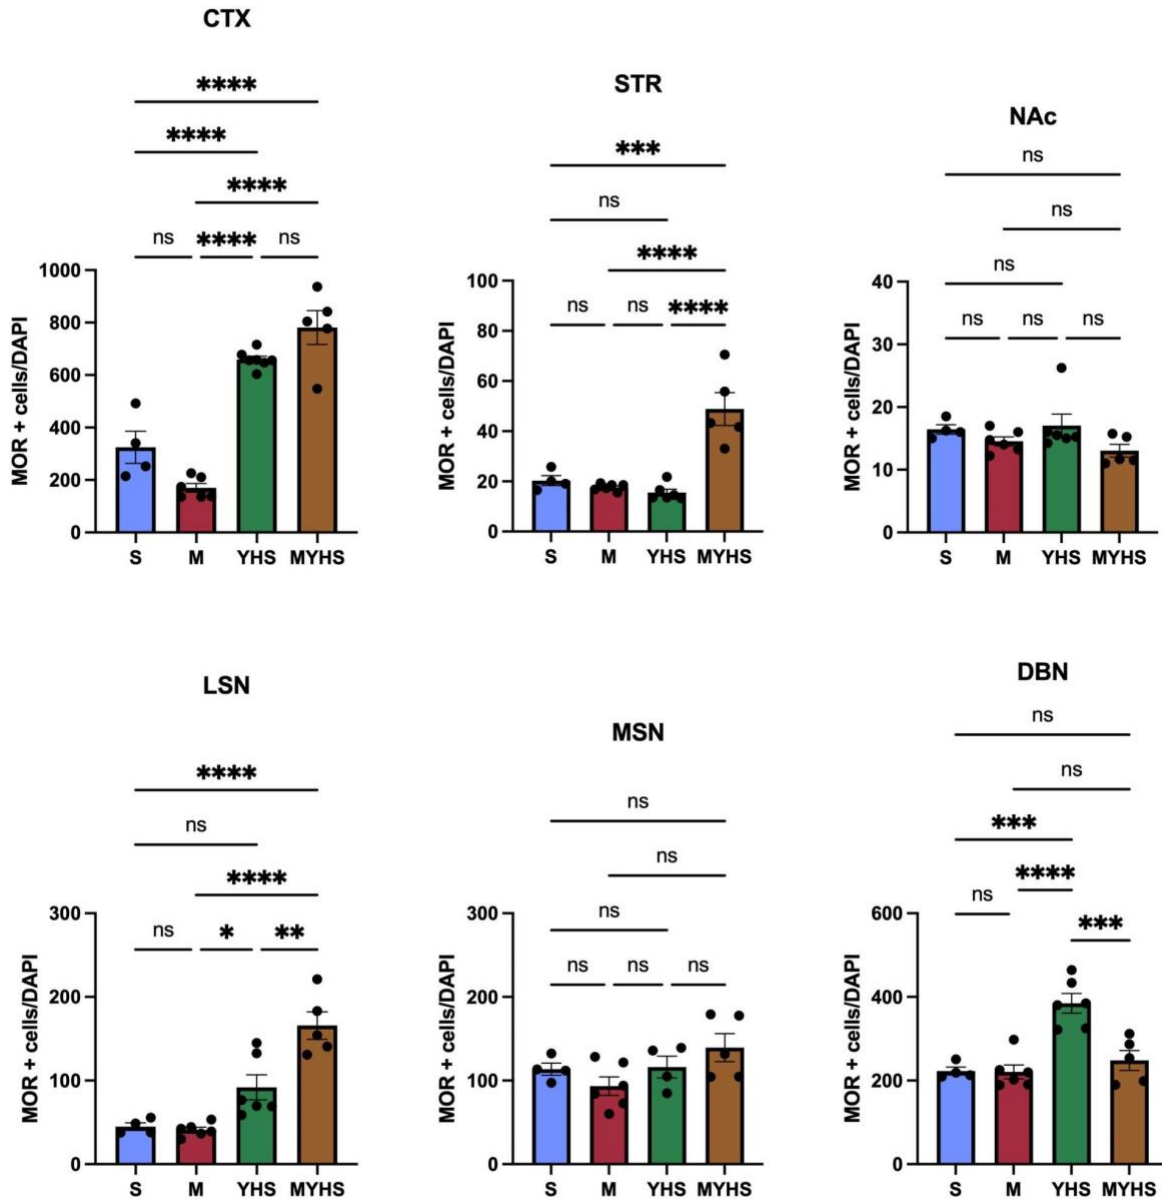 CTX
****
****
****
ns **** ns
MOR + cells/DAPI
1000
800
600
400
200
0
S M YHS MYHS
STR
***
ns
****
ns ns ****
MOR + cells/DAPI
100
80
60
40
20
0
S M YHS MYHS
NAc
ns
ns
ns
ns ns ns
MOR + cells/DAPI
40
30
20
10
0
S M YHS MYHS
LSN
****
ns
****
ns * **
MOR + cells/DAPI
300
200
100
0
S M YHS MYHS
MSN
ns
ns
ns
ns ns ns
MOR + cells/DAPI
300
200
100
0
S M YHS MYHS
DBN
ns
ns
***
****
ns
***
MOR + cells/DAPI
600
400
200
0
S M YHS MYHS